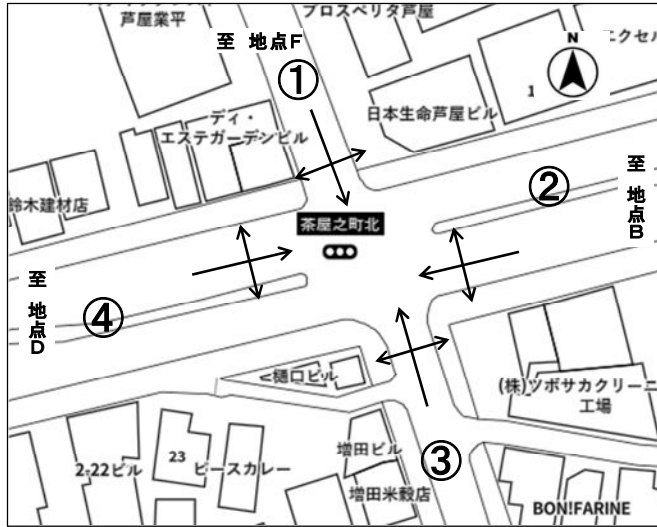 芦屋業平
プロスペリタ芦屋
至 地点F
N
エクセル
①
1
日本生命芦屋ビル
ディ・
エステガーデンビル
②
至 地点B
鈴木建材店
茶屋之町北
至 地点D
④
樋口ビル
(株)ツボサカクリーニ
工場
増田ビル
③
23
2-22ビル
ピースカレー
増田米穀店
BON!FARINE